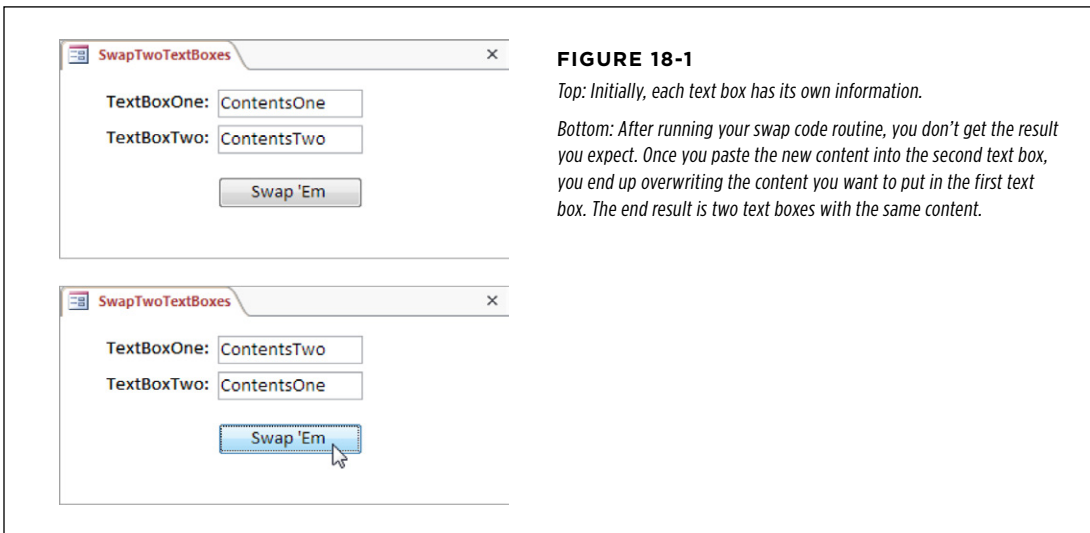 SwapTwoTextBoxes
TextBoxOne: ContentsOne
TextBoxTwo: ContentsTwo
Swap 'Em
SwapTwoTextBoxes
TextBoxOne: ContentsTwo
TextBoxTwo: ContentsOne
Swap 'Em
FIGURE 18-1
Top: Initially, each text box has its own information.
Bottom: After running your swap code routine, you don't get the result
you expect. Once you paste the new content into the second text box,
you end up overwriting the content you want to put in the first text
box. The end result is two text boxes with the same content.